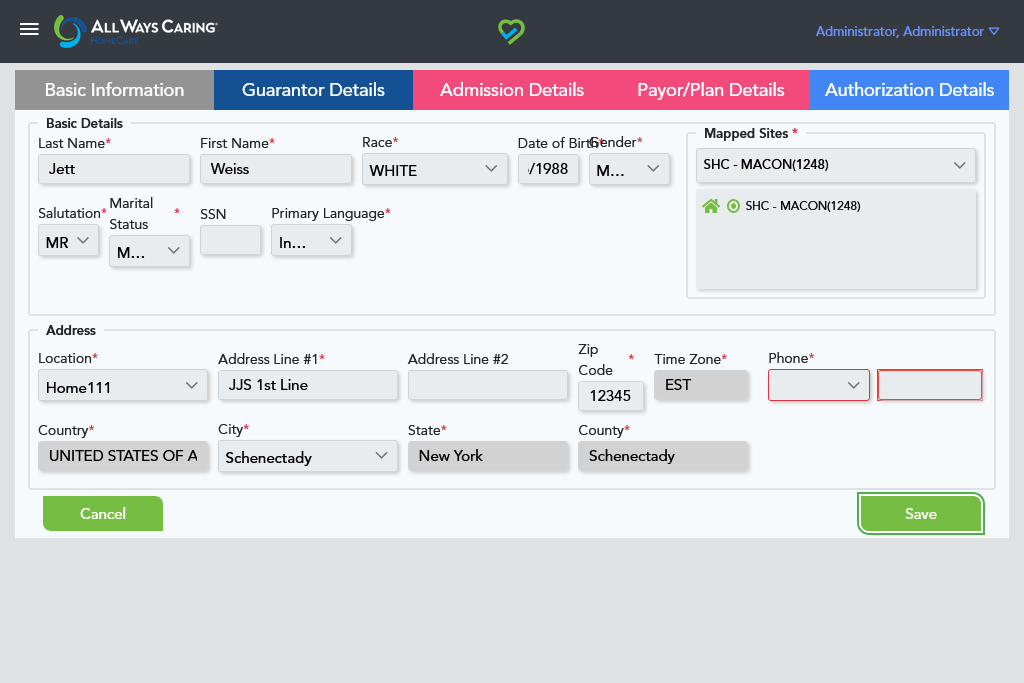 ALL WAYS CARING
HOMECARE
Administrator, Administrator
Basic Information
Guarantor Details
Admission Details
Payor/Plan Details
Authorization Details
Basic Details
Last Name*
First Name*
Race*
Date of Birth*
Gender*
Jett
Weiss
WHITE
/1988
M...
Mapped Sites *
SHC - MACON(1248)
SHC - MACON(1248)
Salutation*
Marital Status *
SSN
Primary Language*
MR
M...
In...
Address
Location*
Address Line #1*
Address Line #2
Zip Code *
Time Zone*
Phone*
Home111
JJS 1st Line
12345
EST
Country*
City*
State*
County*
UNITED STATES OF A
Schenectady
New York
Schenectady
Cancel
Save